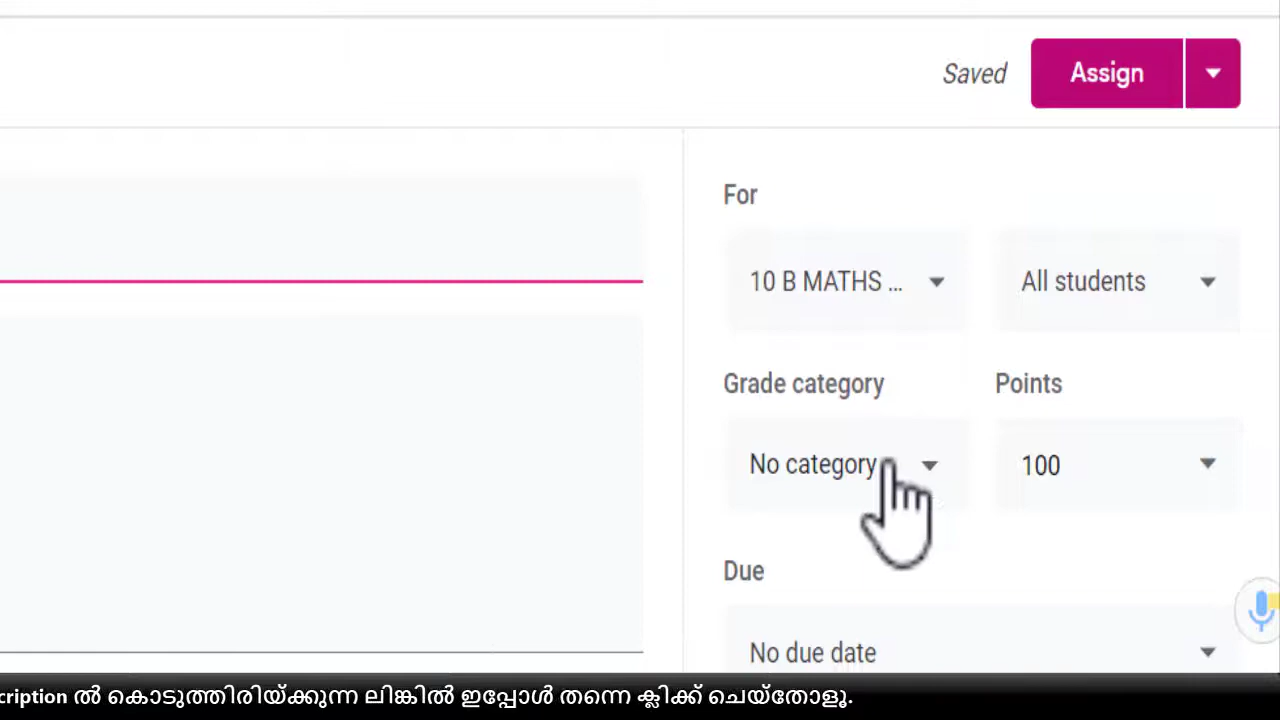 Saved Assign
For
10 B MATHS ... All students
Grade category Points
No category 100
Due
No due date
cription ൽ കൊടുത്തിരിയ്ക്കുന്ന ലിങ്കിൽ ഇപ്പോൾ തന്നെ ക്ലിക്ക് ചെയ്തോളൂ.